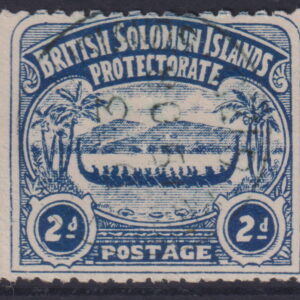 BRITISH SOLOMON ISLANDS
PROTECTORATE
2d 2d
POSTAGE